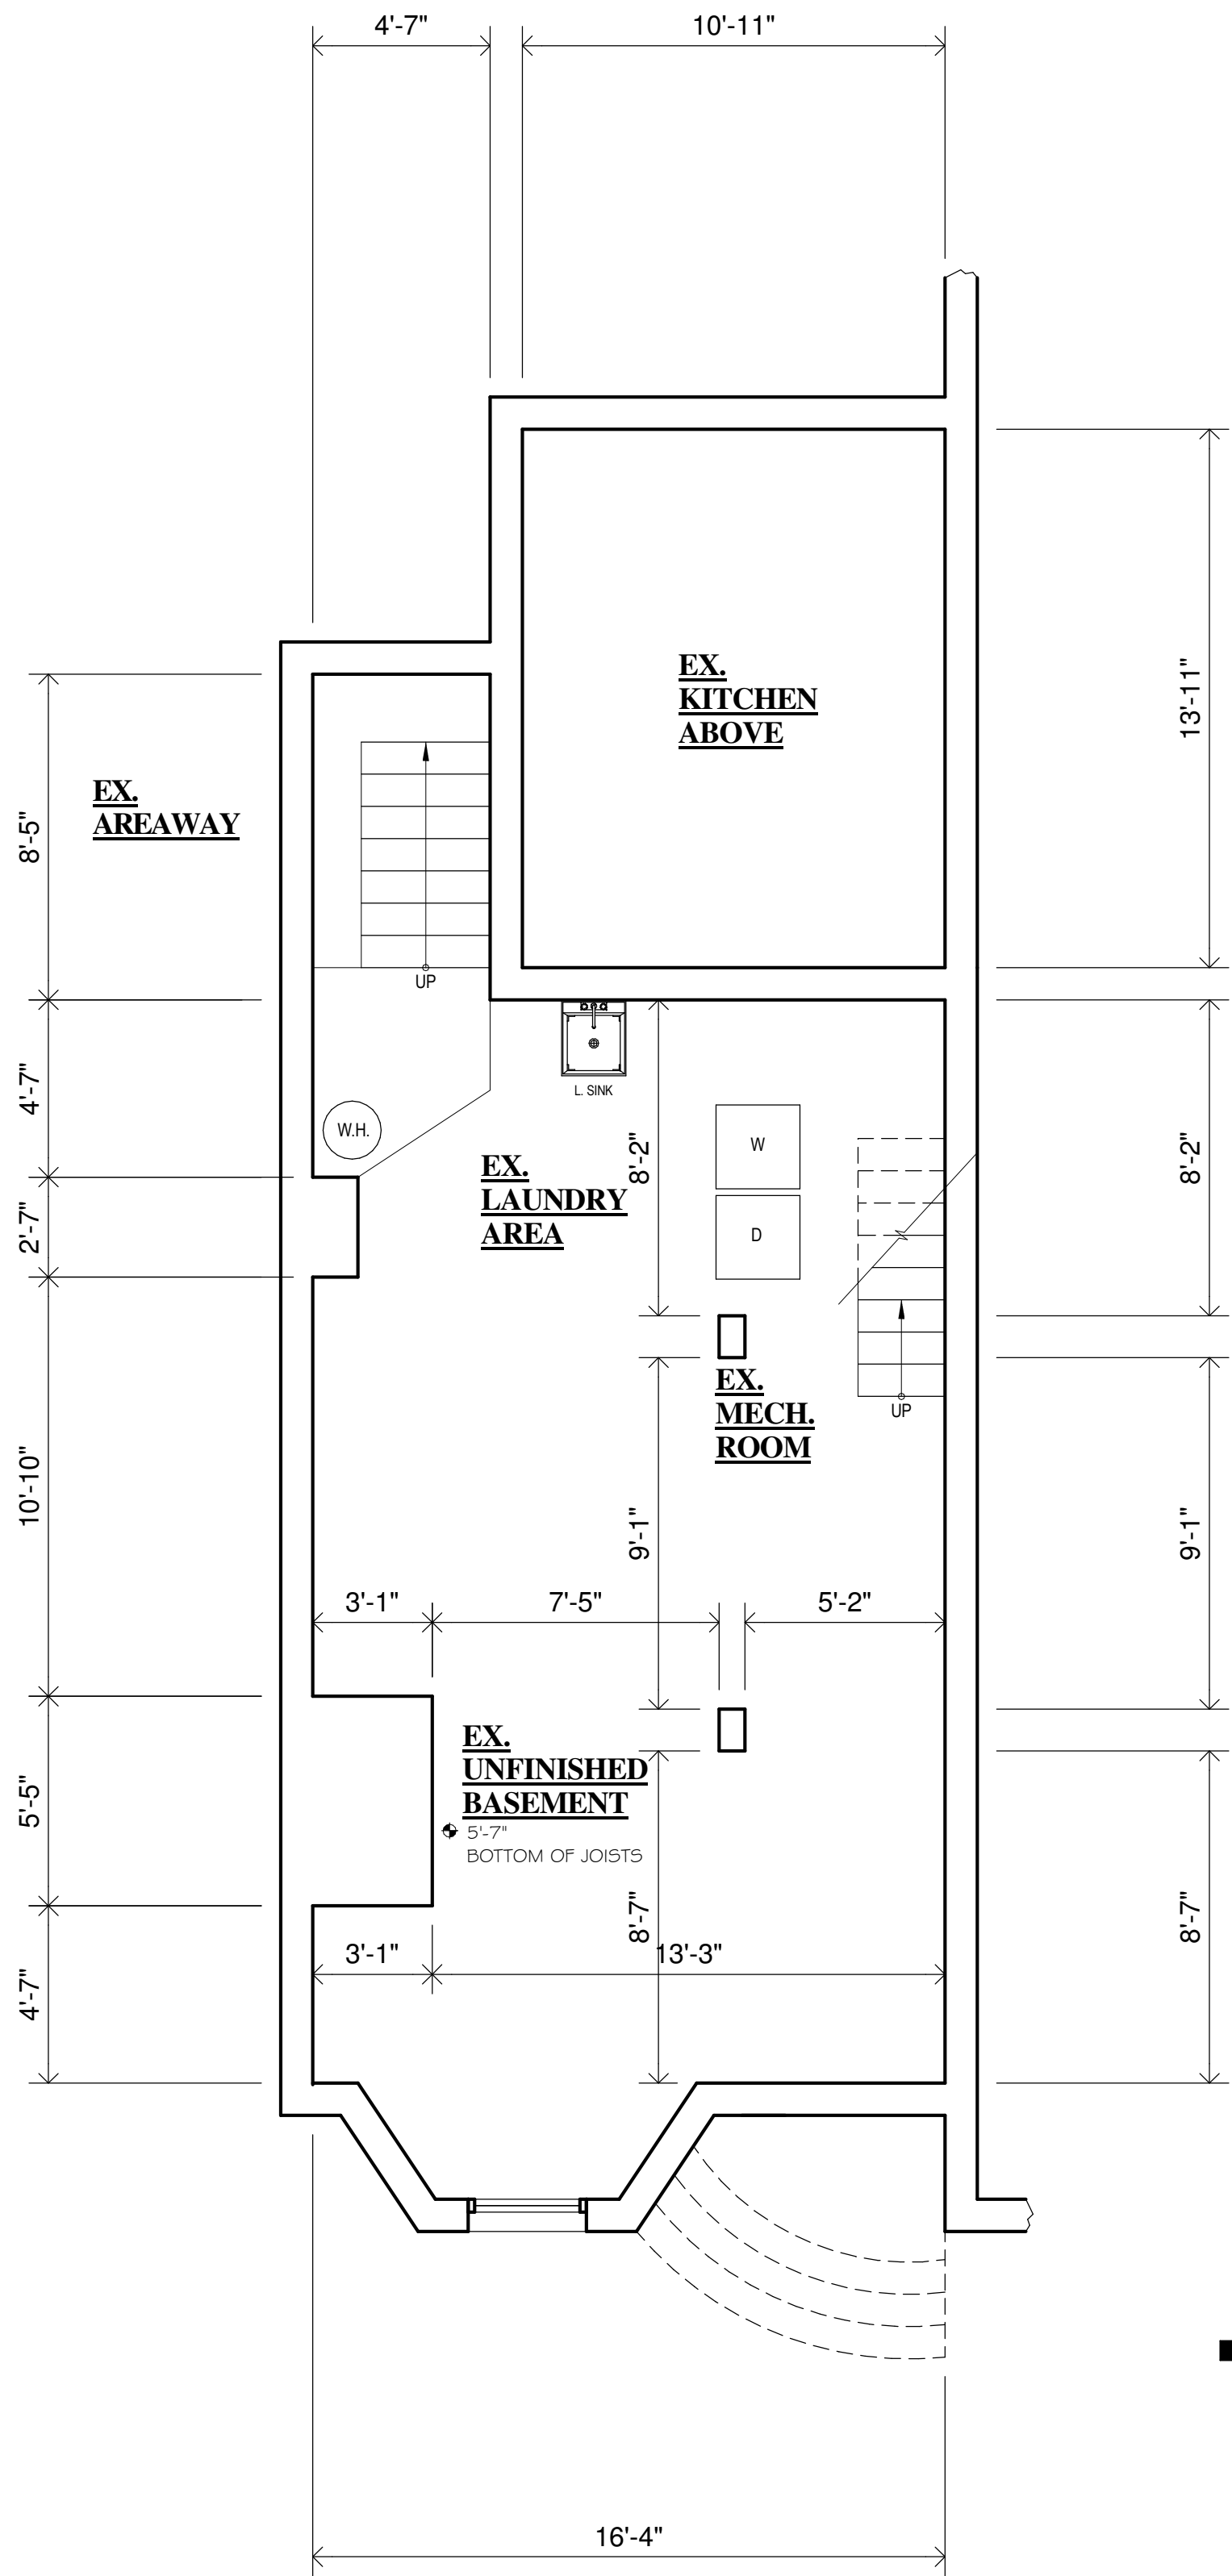 4'-7"
10'-11"
EX.
KITCHEN
ABOVE
13'-11"
EX.
AREAWAY
8'-5"
UP
L. SINK
4'-7"
W.H.
EX.
LAUNDRY
AREA
8'-2"
W
8'-2"
2'-7"
D
EX.
MECH.
ROOM
UP
10'-10"
9'-1"
9'-1"
3'-1"
7'-5"
5'-2"
EX.
UNFINISHED
BASEMENT
5'-7"
BOTTOM OF JOISTS
5'-5"
8'-7"
8'-7"
3'-1"
13'-3"
4'-7"
16'-4"